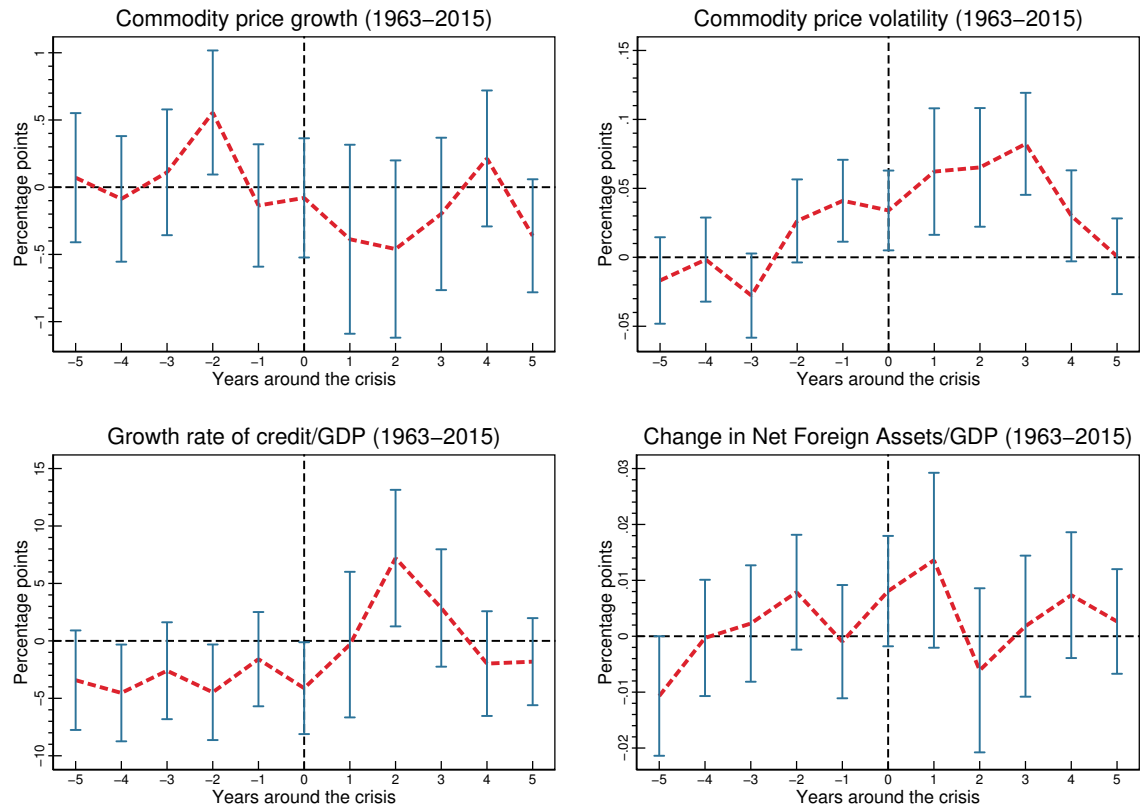 Commodity price growth (1963−2015)
Percentage points
1
.5
0
−.5
−1
−5 −4 −3 −2 −1 0 1 2 3 4 5
Years around the crisis
Commodity price volatility (1963−2015)
Percentage points
.15
.1
.05
0
−.05
−5 −4 −3 −2 −1 0 1 2 3 4 5
Years around the crisis
Growth rate of credit/GDP (1963−2015)
Percentage points
15
10
5
0
−5
−10
−5 −4 −3 −2 −1 0 1 2 3 4 5
Years around the crisis
Change in Net Foreign Assets/GDP (1963−2015)
Percentage points
.03
.02
.01
0
−.01
−.02
−5 −4 −3 −2 −1 0 1 2 3 4 5
Years around the crisis